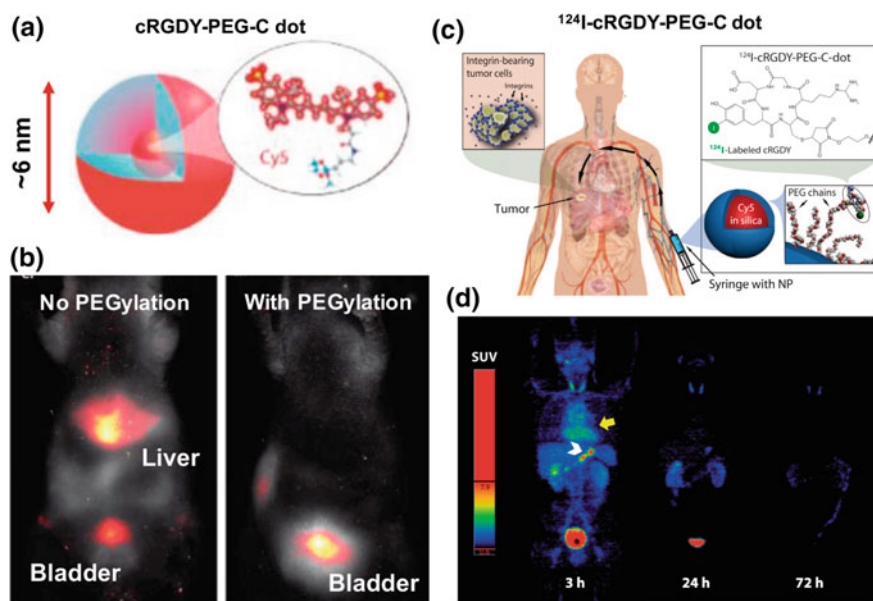 (a)
cRGDY-PEG-C dot
~6 nm
Cy5
(b)
No PEGylation
With PEGylation
Liver
Bladder
Bladder
(c)
¹²⁴I-cRGDY-PEG-C dot
Integrin-bearing
tumor cells
Integrins
Tumor
Syringe with NP
¹²⁴I-cRGDY-PEG-C-dot
¹²⁴I-Labeled cRGDY
PEG chains
Cy5
in silica
(d)
SUV
3 h
24 h
72 h